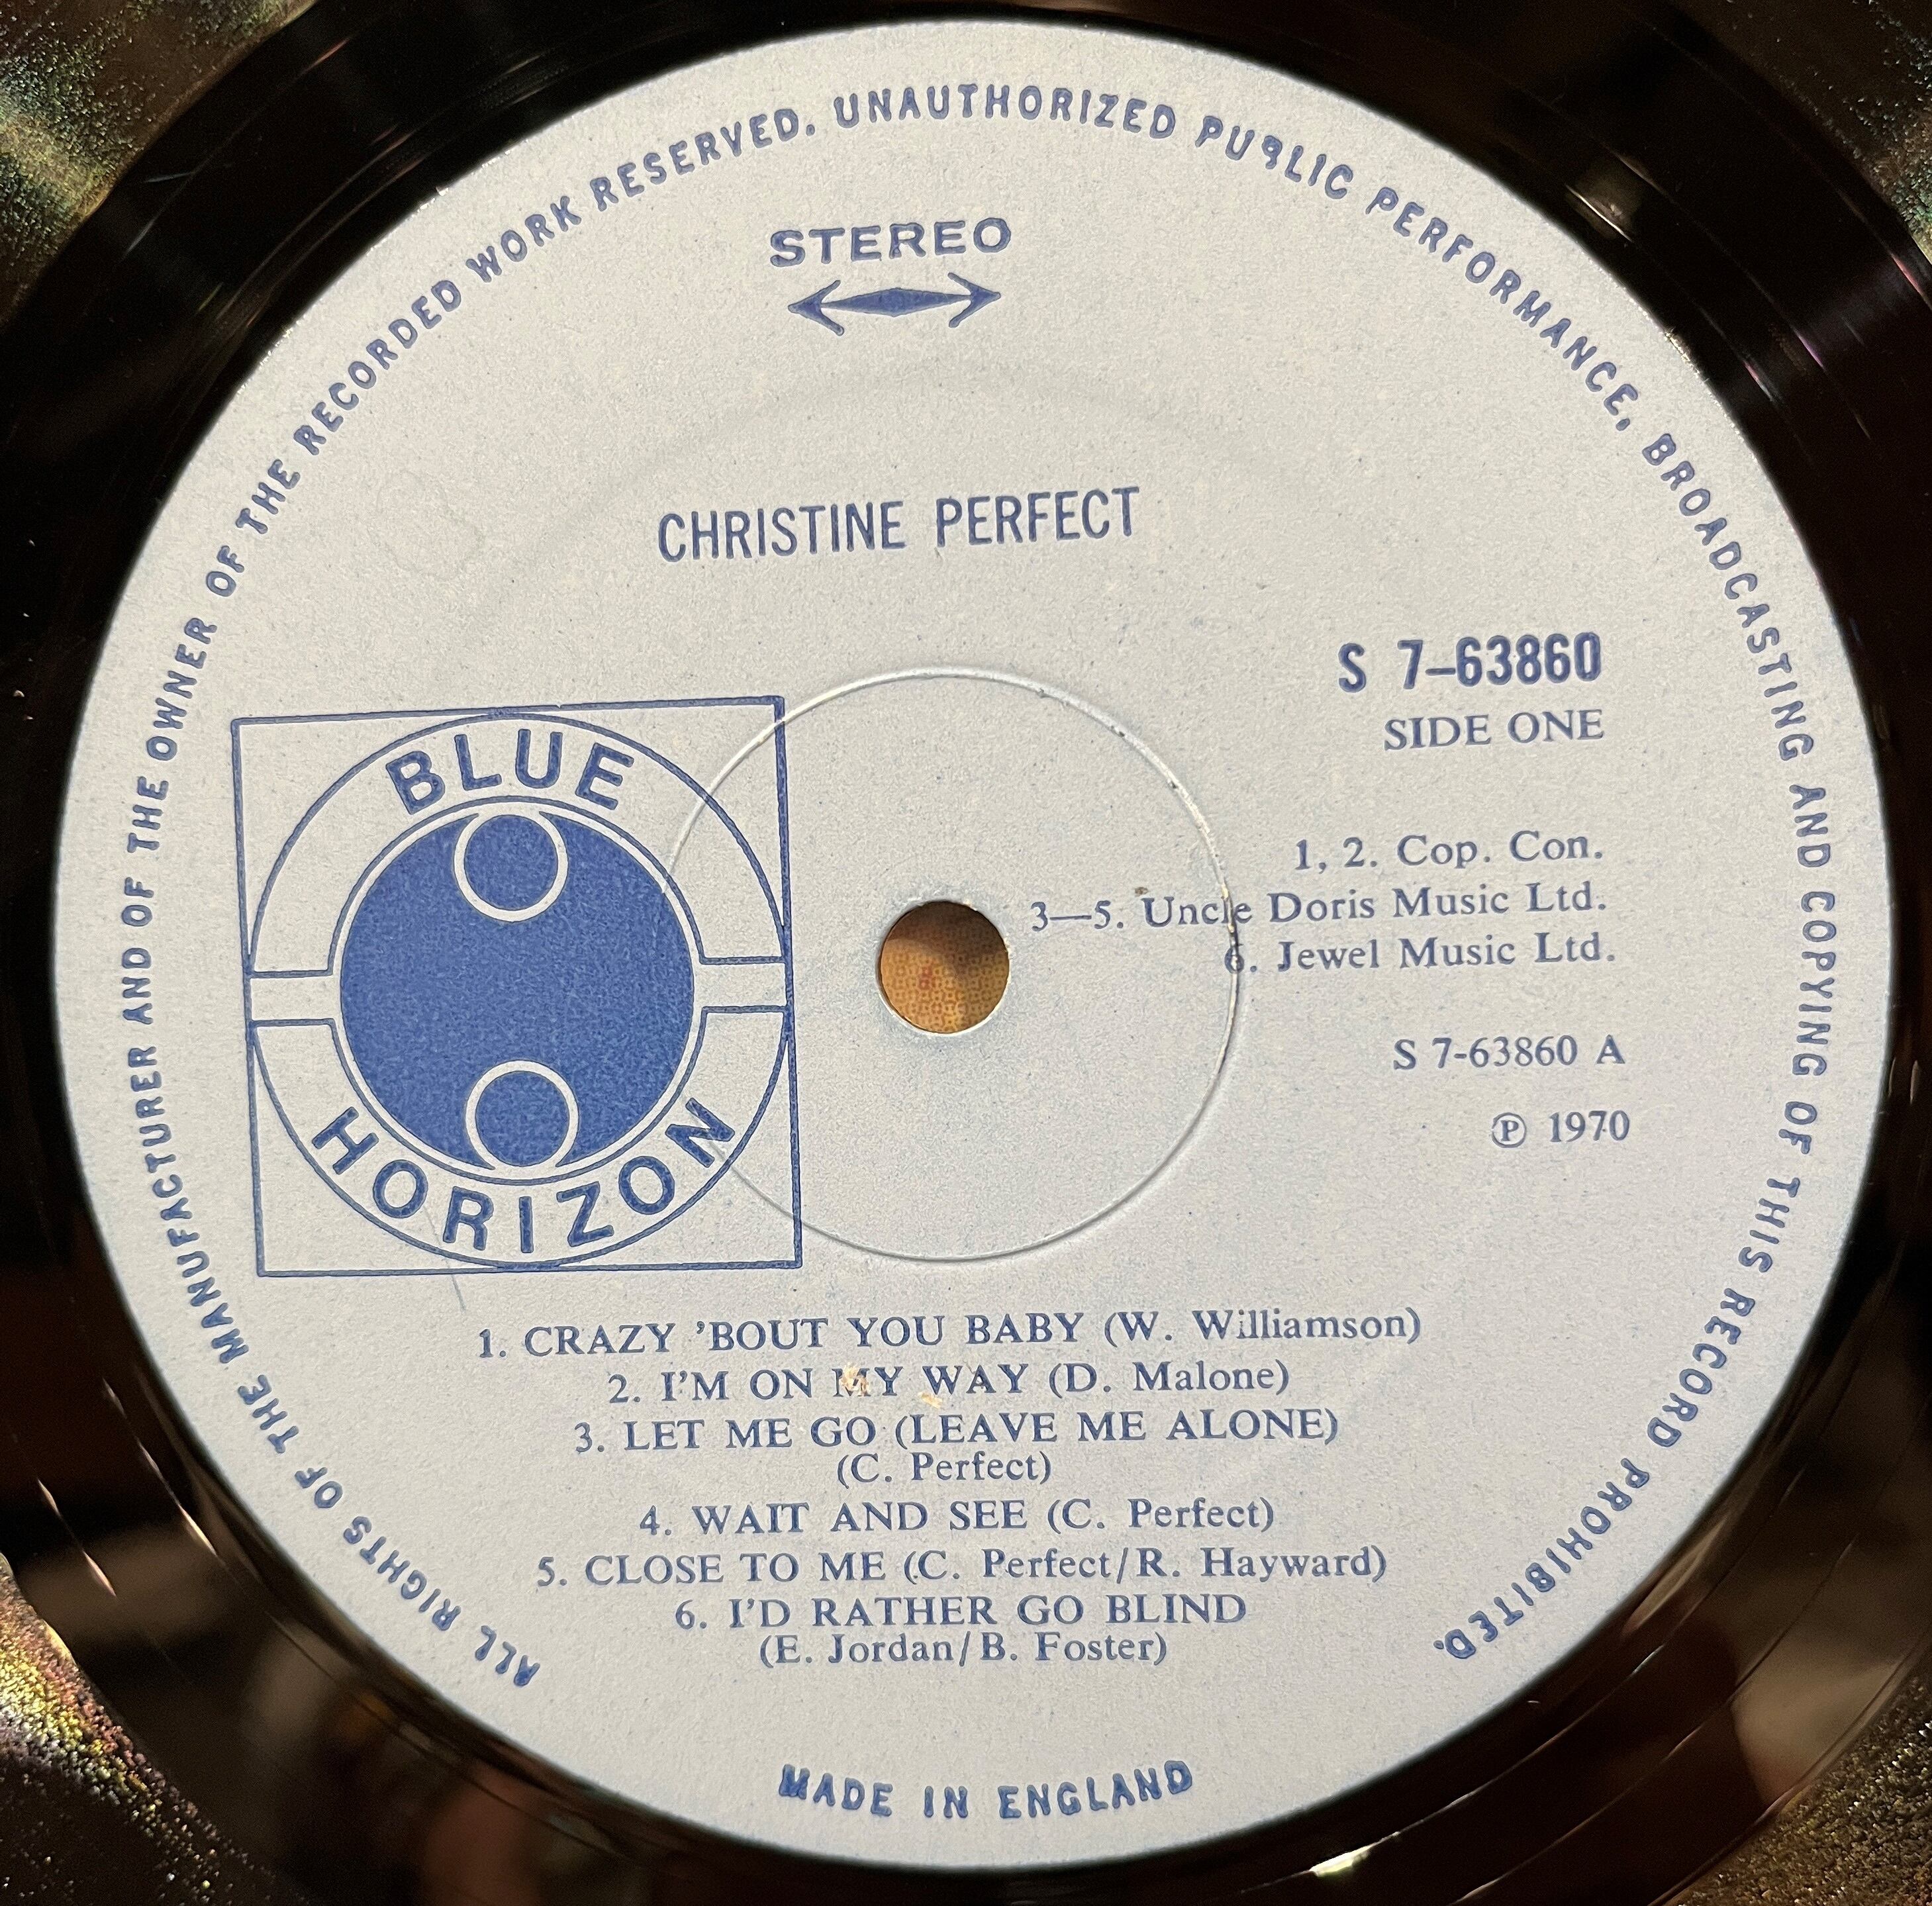 ALL RIGHTS OF THE MANUFACTURER AND OF THE OWNER OF THE RECORDED WORK RESERVED. UNAUTHORIZED PUBLIC PERFORMANCE, BROADCASTING AND COPYING OF THIS RECORD PROHIBITED.
STEREO
CHRISTINE PERFECT
S 7-63860
SIDE ONE
BLUE
HORIZON
1, 2. Cop. Con.
3—5. Uncle Doris Music Ltd.
6. Jewel Music Ltd.
S 7-63860 A
℗ 1970
1. CRAZY 'BOUT YOU BABY (W. Williamson)
2. I'M ON MY WAY (D. Malone)
3. LET ME GO (LEAVE ME ALONE)
(C. Perfect)
4. WAIT AND SEE (C. Perfect)
5. CLOSE TO ME (C. Perfect/R. Hayward)
6. I'D RATHER GO BLIND
(E. Jordan/B. Foster)
MADE IN ENGLAND